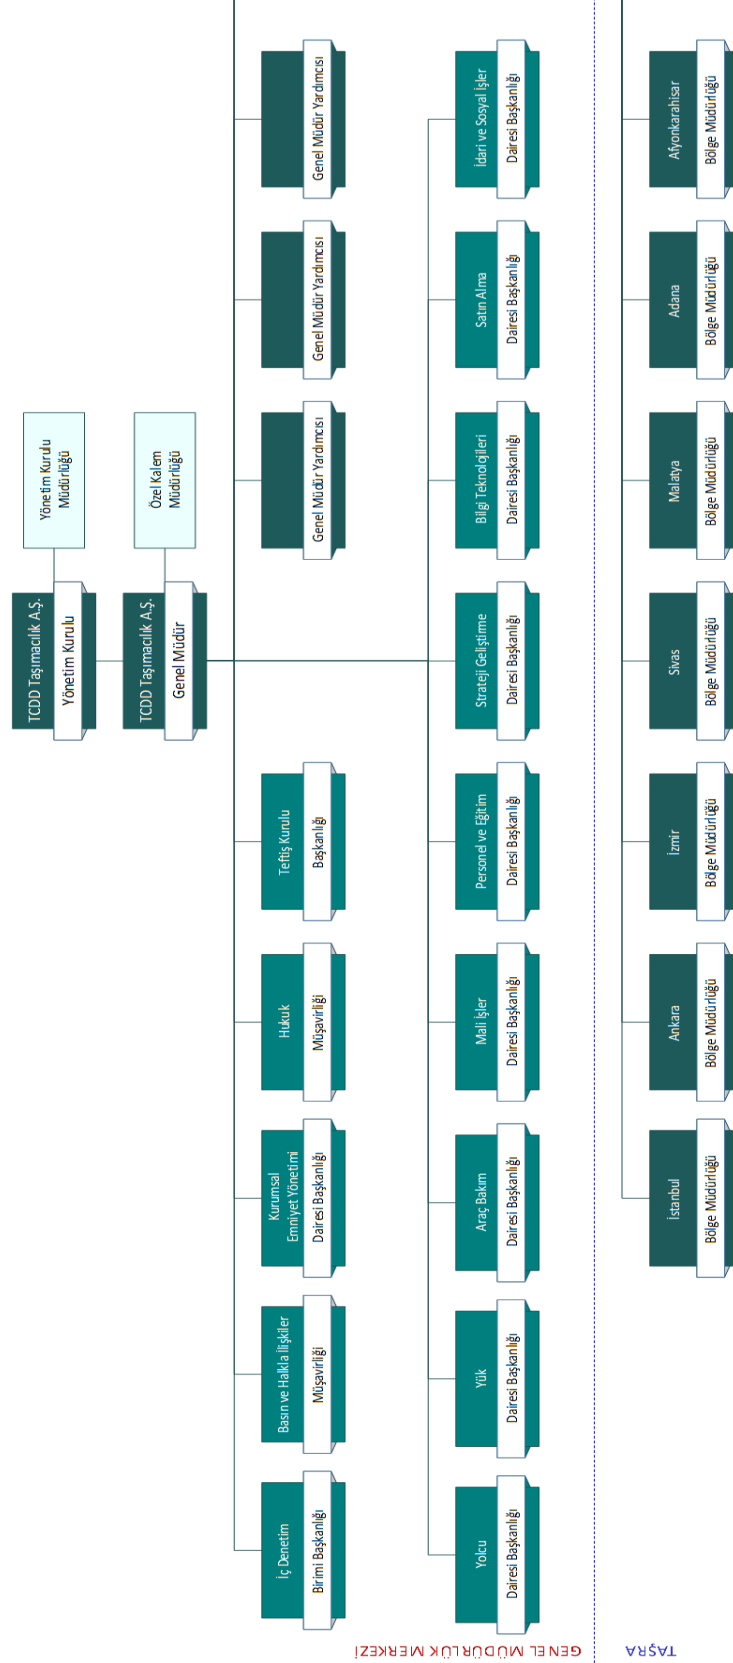 TCDD Taşımacılık A.Ş.
Yönetim Kurulu
Yönetim Kurulu
Müdürlüğü
TCDD Taşımacılık A.Ş.
Genel Müdür
Özel Kalem
Müdürlüğü
İç Denetim
Birimi Başkanlığı
Basın ve Halkla İlişkiler
Müşavirliği
Kurumsal
Emniyet Yönetimi
Dairesi Başkanlığı
Hukuk
Müşavirliği
Teftiş Kurulu
Başkanlığı
Genel Müdür Yardımcısı
Genel Müdür Yardımcısı
Genel Müdür Yardımcısı
Yolcu
Dairesi Başkanlığı
Yük
Dairesi Başkanlığı
Araç Bakım
Dairesi Başkanlığı
Mali İşler
Dairesi Başkanlığı
Personel ve Eğitim
Dairesi Başkanlığı
Strateji Geliştirme
Dairesi Başkanlığı
Bilgi Teknolojileri
Dairesi Başkanlığı
Satın Alma
Dairesi Başkanlığı
İdari ve Sosyal İşler
Dairesi Başkanlığı
GENEL MÜDÜRLÜK MERKEZİ
TAŞRA
İstanbul
Bölge Müdürlüğü
Ankara
Bölge Müdürlüğü
İzmir
Bölge Müdürlüğü
Sivas
Bölge Müdürlüğü
Malatya
Bölge Müdürlüğü
Adana
Bölge Müdürlüğü
Afyonkarahisar
Bölge Müdürlüğü